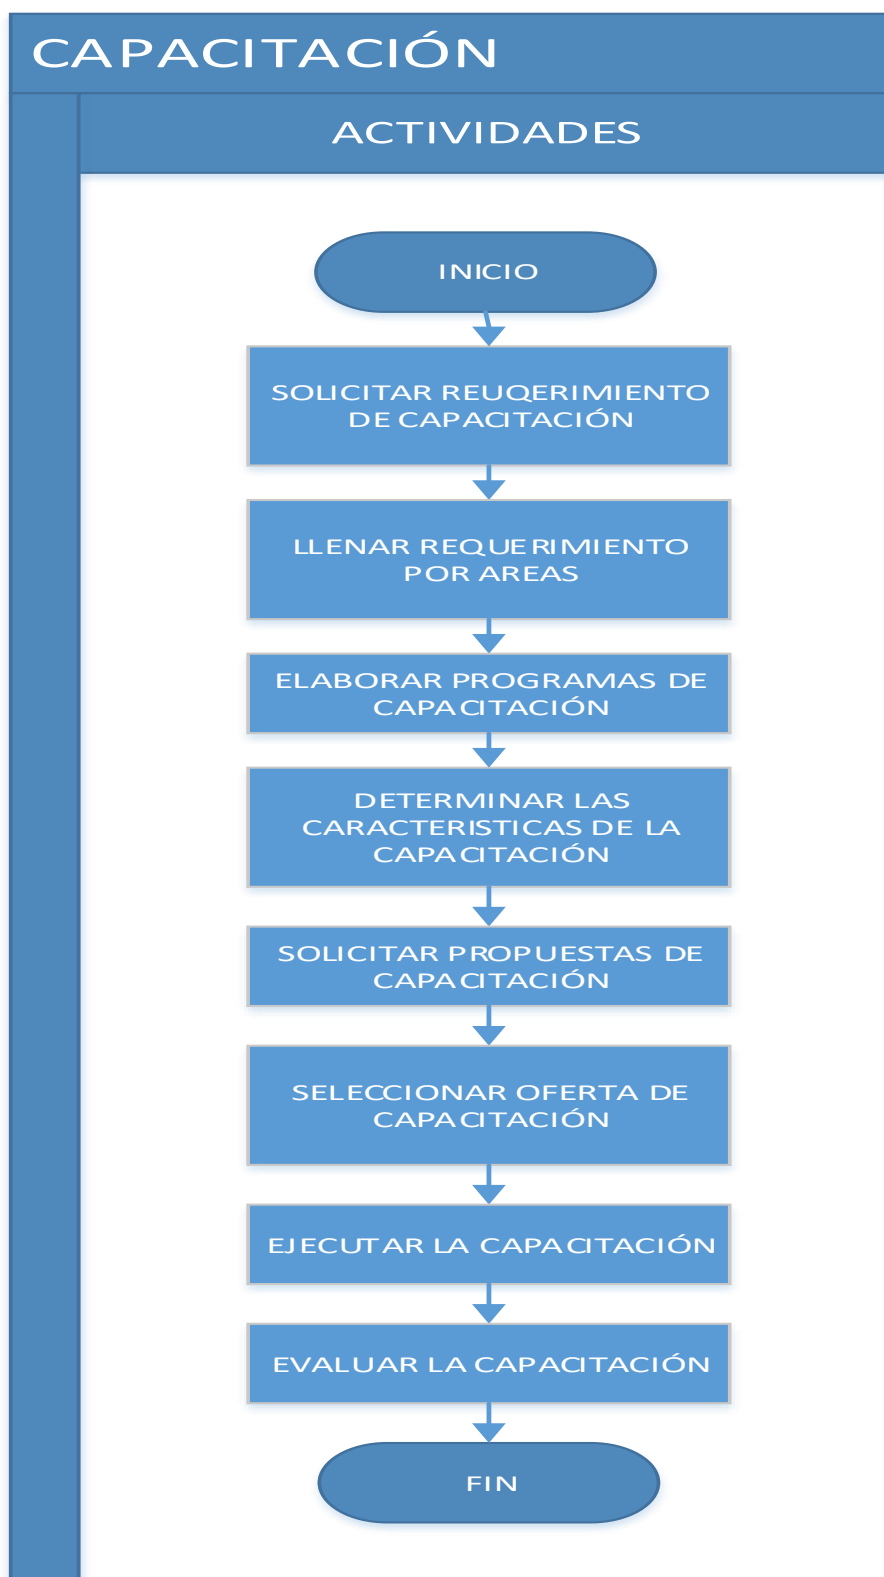 CAPACITACIÓN
ACTIVIDADES
INICIO
SOLICITAR REUQERIMIENTO
DE CAPACITACIÓN
LLENAR REQUERIMIENTO
POR AREAS
ELABORAR PROGRAMAS DE
CAPACITACIÓN
DETERMINAR LAS
CARACTERISTICAS DE LA
CAPACITACIÓN
SOLICITAR PROPUESTAS DE
CAPACITACIÓN
SELECCIONAR OFERTA DE
CAPACITACIÓN
EJECUTAR LA CAPACITACIÓN
EVALUAR LA CAPACITACIÓN
FIN